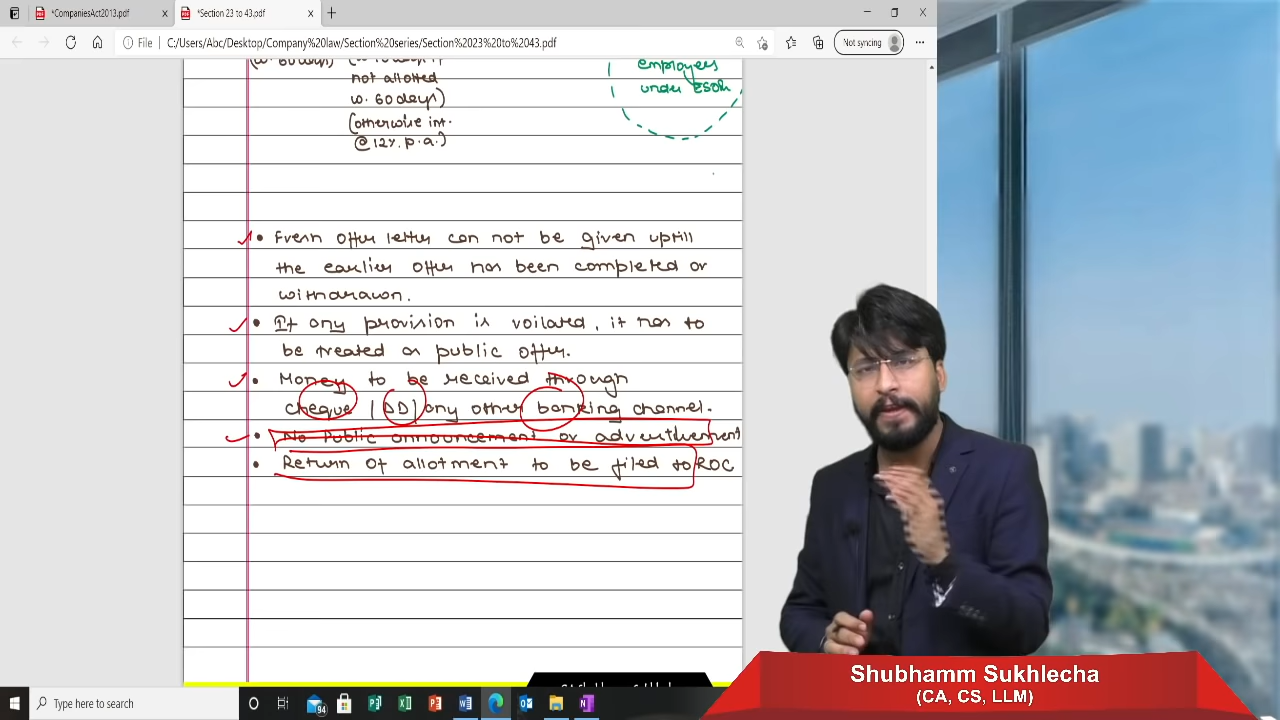 *CompaniesAct2013.pdf
*Section 23 to 43.pdf
File
C:/Users/Abc/Desktop/Company%20law/Section%20series/Section%2023%20to%2043.pdf
Not syncing
(w. 60 days)
not allotted
w. 60 days)
(otherwise int.
@ 12%. p.a.)
employees
under ESOP
• Fresh offer letter can not be given uptill
the earlier offer has been completed or
withdrawn.
• If any provision is voilated, it has to
be treated as public offer.
• Money to be received through
cheque | DD | any other banking channel.
• No Public announcement or advertisement
• Return of allotment to be filed to ROC
Shubhamm Sukhlecha
(CA, CS, LLM)
Type here to search
94